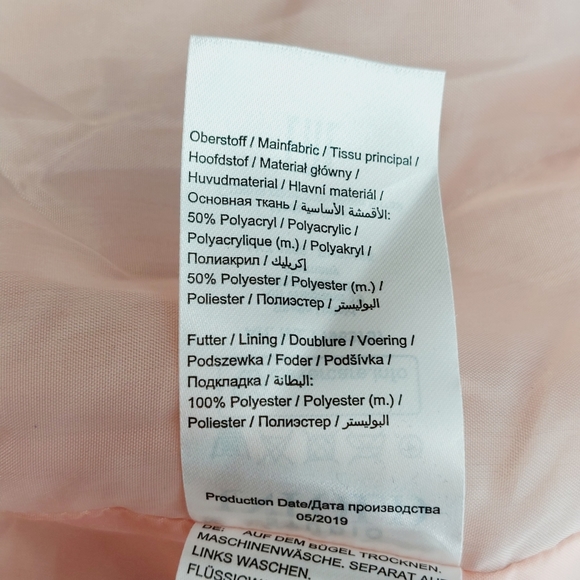 Oberstoff / Mainfabric / Tissu principal /
Hoofdstof / Materiał główny /
Huvudmaterial / Hlavní materiál /
Основная ткань / الأقمشة الأساسية:
50% Polyacryl / Polyacrylic /
Polyacrylique (m.) / Polyakryl /
Полиакрил / إكريليك
50% Polyester / Polyester (m.) /
Poliester / Полиэстер / البوليستر
Futter / Lining / Doublure / Voering /
Podszewka / Foder / Podšívka /
Подкладка / البطانة:
100% Polyester / Polyester (m.) /
Poliester / Полиэстер / البوليستر
Production Date/Дата производства
05/2019
DE: AUF DEM BÜGEL TROCKNEN.
MASCHINENWÄSCHE. SEPARAT AUF
LINKS WASCHEN.